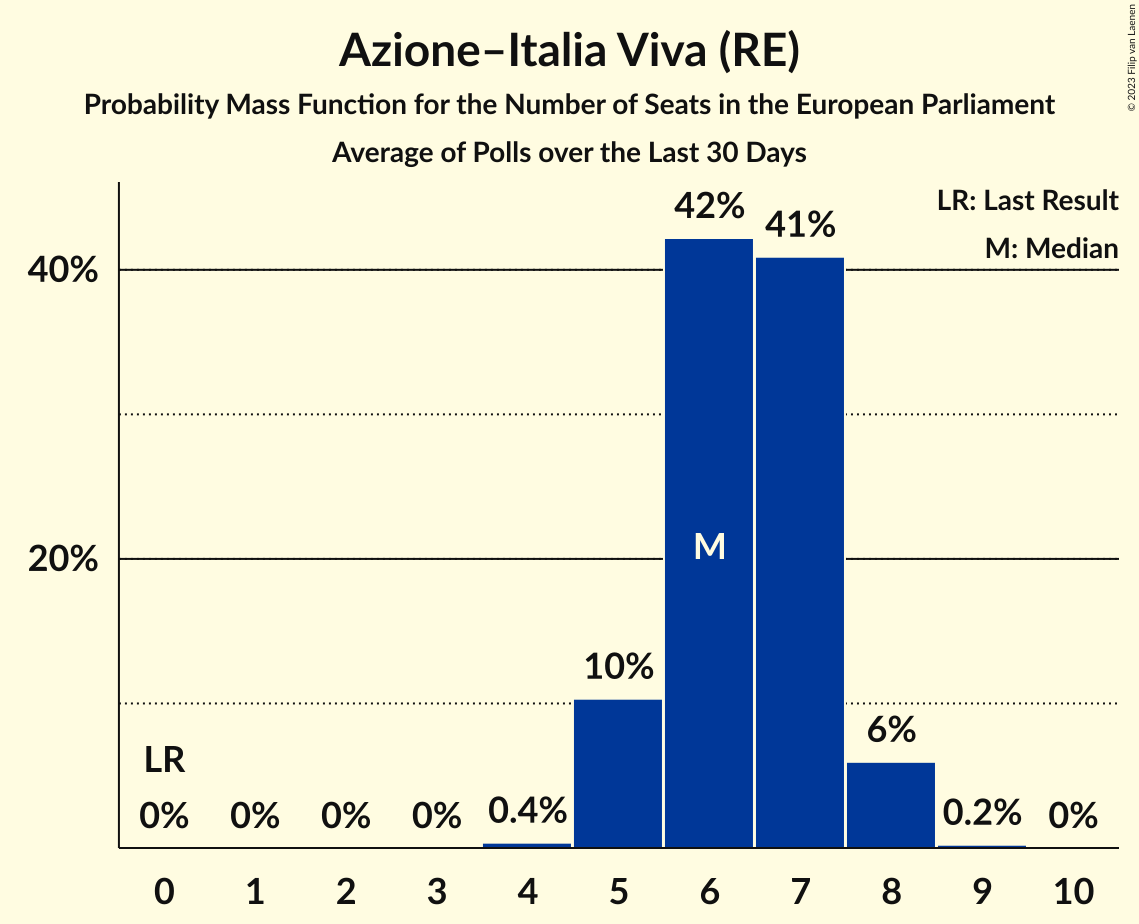 Azione–Italia Viva (RE)
Probability Mass Function for the Number of Seats in the European Parliament
Average of Polls over the Last 30 Days
© 2023 Filip van Laenen
LR: Last Result
M: Median
42%
41%
40%
M
20%
10%
6%
LR
0%
0%
0%
0%
0.4%
0.2%
0%
0 1 2 3 4 5 6 7 8 9 10